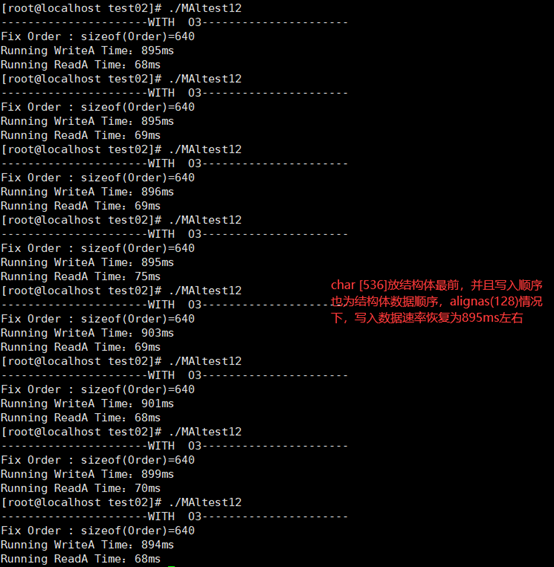 [root@localhost test02]# ./MAltest12
----------------------WITH  O3----------------------
Fix Order : sizeof(Order)=640
Running WriteA Time：895ms
Running ReadA Time：68ms
[root@localhost test02]# ./MAltest12
----------------------WITH  O3----------------------
Fix Order : sizeof(Order)=640
Running WriteA Time：895ms
Running ReadA Time：69ms
[root@localhost test02]# ./MAltest12
----------------------WITH  O3----------------------
Fix Order : sizeof(Order)=640
Running WriteA Time：896ms
Running ReadA Time：69ms
[root@localhost test02]# ./MAltest12
----------------------WITH  O3----------------------
Fix Order : sizeof(Order)=640
Running WriteA Time：895ms
Running ReadA Time：75ms
[root@localhost test02]# ./MAltest12
----------------------WITH  O3----------------------
Fix Order : sizeof(Order)=640
Running WriteA Time：903ms
Running ReadA Time：69ms
[root@localhost test02]# ./MAltest12
----------------------WITH  O3----------------------
Fix Order : sizeof(Order)=640
Running WriteA Time：901ms
Running ReadA Time：68ms
[root@localhost test02]# ./MAltest12
----------------------WITH  O3----------------------
Fix Order : sizeof(Order)=640
Running WriteA Time：899ms
Running ReadA Time：70ms
[root@localhost test02]# ./MAltest12
----------------------WITH  O3----------------------
Fix Order : sizeof(Order)=640
Running WriteA Time：894ms
Running ReadA Time：68ms
char [536]放结构体最前，并且写入顺序
也为结构体数据顺序，alignas(128)情况
下，写入数据速率恢复为895ms左右